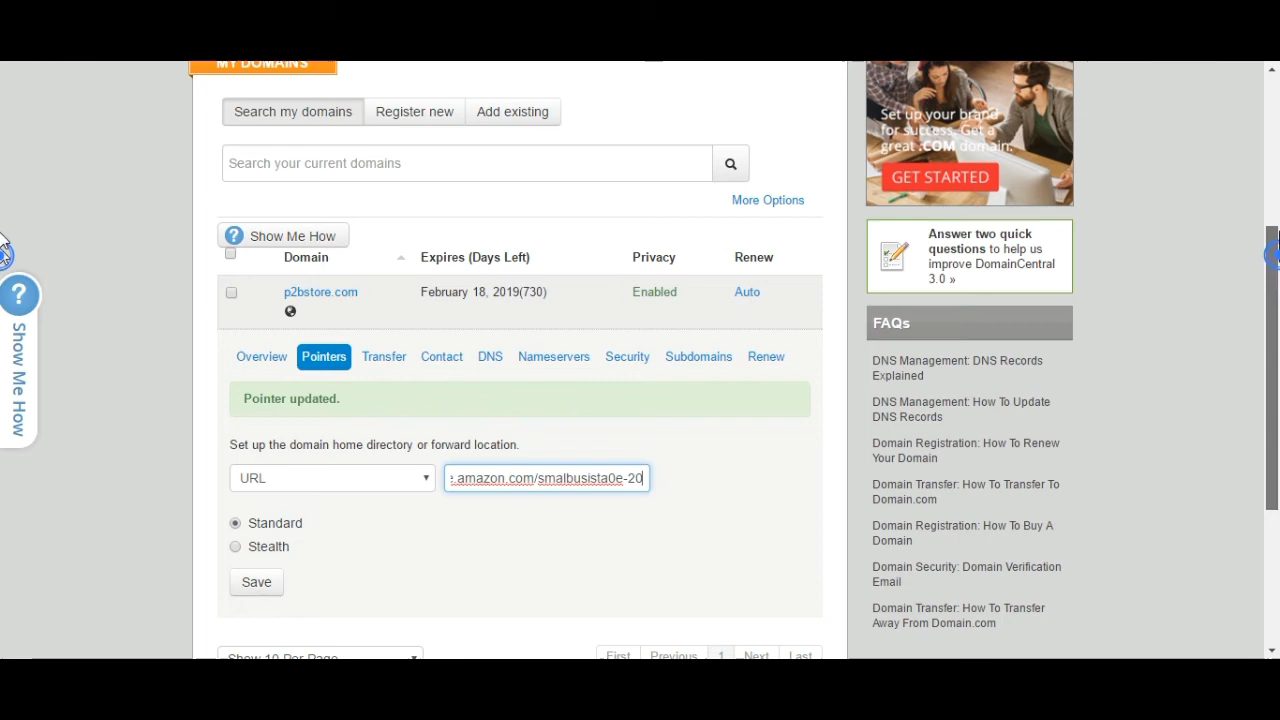 MY DOMAINS
Search my domains
Register new
Add existing
Search your current domains
More Options
? Show Me How
Domain
Expires (Days Left)
Privacy
Renew
p2bstore.com
February 18, 2019(730)
Enabled
Auto
Overview
Pointers
Transfer
Contact
DNS
Nameservers
Security
Subdomains
Renew
Pointer updated.
Set up the domain home directory or forward location.
URL
.amazon.com/smalbusista0e-20
Standard
Stealth
Save
Show 10 Per Page
First
Previous
1
Next
Last
? Show Me How
Set up your brand
for success. Get a
great .COM domain.
GET STARTED
Answer two quick
questions to help us
improve DomainCentral
3.0 »
FAQs
DNS Management: DNS Records
Explained
DNS Management: How To Update
DNS Records
Domain Registration: How To Renew
Your Domain
Domain Transfer: How To Transfer To
Domain.com
Domain Registration: How To Buy A
Domain
Domain Security: Domain Verification
Email
Domain Transfer: How To Transfer
Away From Domain.com